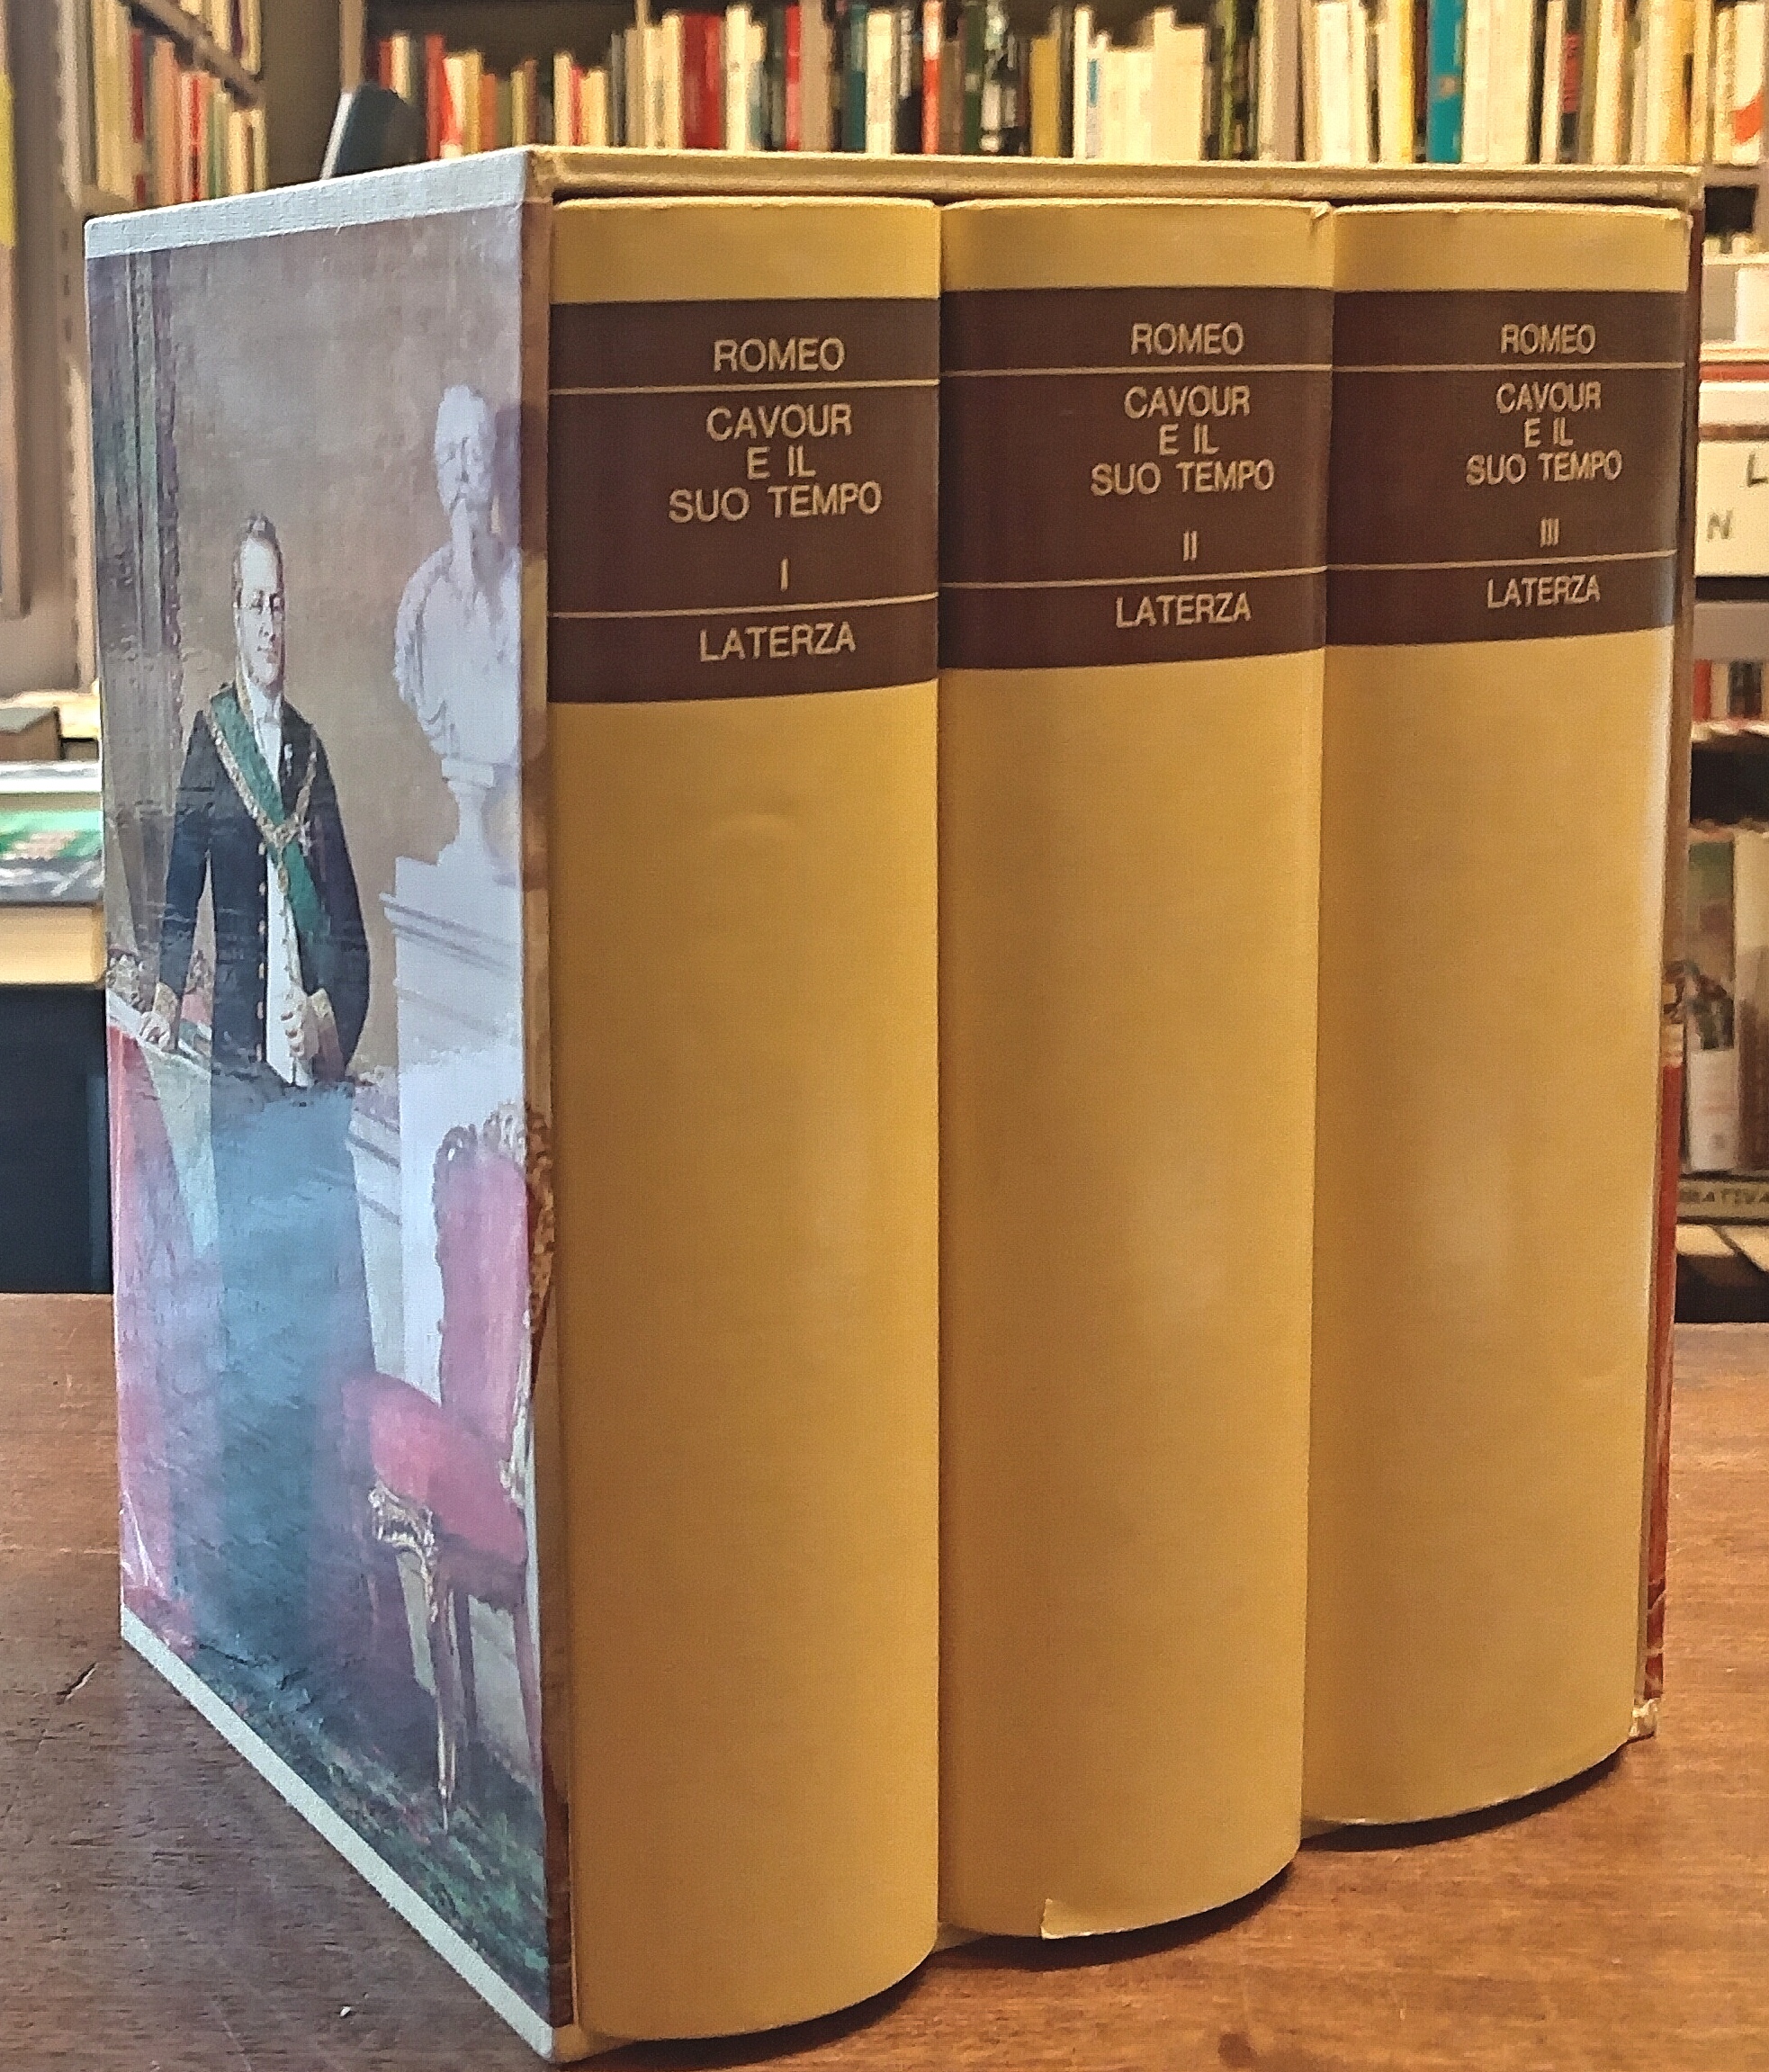 ROMEO
CAVOUR
E IL
SUO TEMPO
I
LATERZA
ROMEO
CAVOUR
E IL
SUO TEMPO
II
LATERZA
ROMEO
CAVOUR
E IL
SUO TEMPO
III
LATERZA
L
N